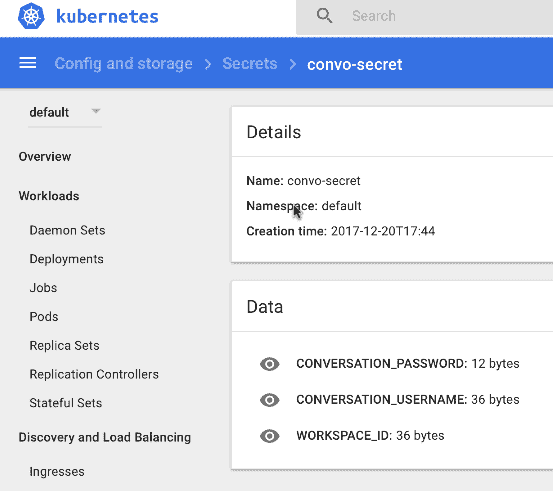 kubernetes
Search
Config and storage > Secrets > convo-secret
default
Overview
Workloads
Daemon Sets
Deployments
Jobs
Pods
Replica Sets
Replication Controllers
Stateful Sets
Discovery and Load Balancing
Ingresses
Details
Name: convo-secret
Namespace: default
Creation time: 2017-12-20T17:44
Data
CONVERSATION_PASSWORD: 12 bytes
CONVERSATION_USERNAME: 36 bytes
WORKSPACE_ID: 36 bytes